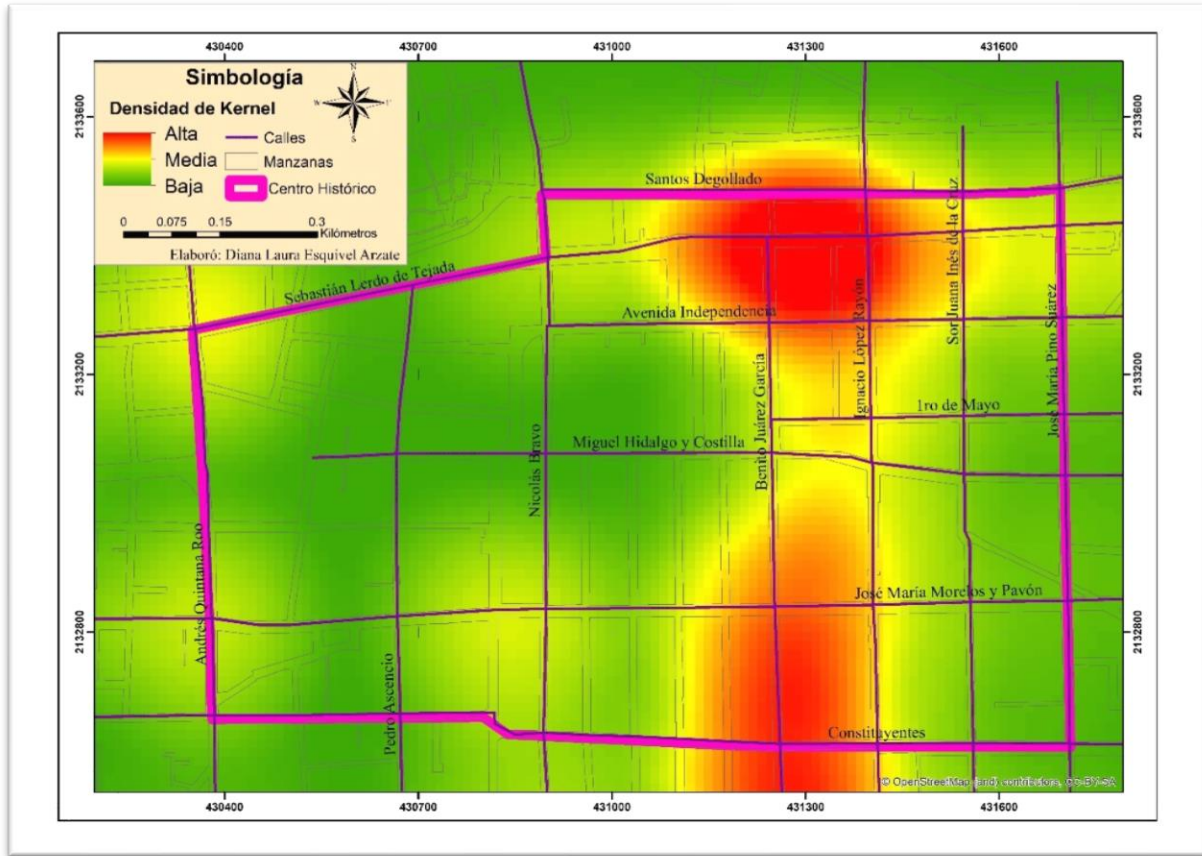 430400 430700 431000 431300 431600
Simbología
Densidad de Kernel
Alta
Media
Baja
Calles
Manzanas
Centro Histórico
N
S
0 0.075 0.15 0.3
Kilómetros
Elaboró: Diana Laura Esquivel Arzate
2133600
2133200
2132800
2133600
2133200
2132800
Santos Degollado
Sebastián Lerdo de Tejada
Avenida Independencia
1ro de Mayo
Miguel Hidalgo y Costilla
José María Morelos y Pavón
Constituyentes
Andrés Quintana Roo
Pedro Ascencio
Nicolás Bravo
Benito Juárez García
Ignacio López Rayón
Sor Juana Inés de la Cruz
José María Pino Suárez
© OpenStreetMap (and) contributors, CC-BY-SA
430400 430700 431000 431300 431600